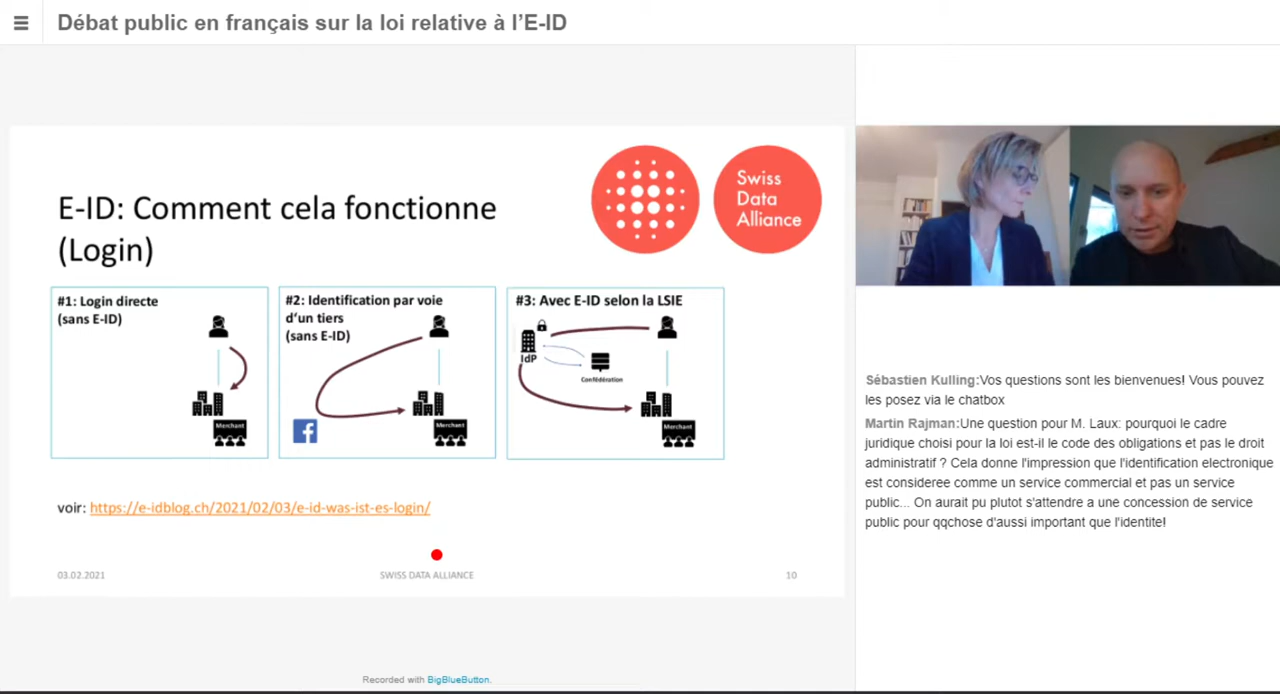 Débat public en français sur la loi relative à l’E-ID
E-ID: Comment cela fonctionne
(Login)
Swiss
Data
Alliance
#1: Login directe
(sans E-ID)
Merchant
#2: Identification par voie
d‘un tiers
(sans E-ID)
Merchant
#3: Avec E-ID selon la LSIE
IdP
Confédération
Merchant
voir: https://e-idblog.ch/2021/02/03/e-id-was-ist-es-login/
03.02.2021
SWISS DATA ALLIANCE
10
Sébastien Kulling:Vos questions sont les bienvenues! Vous pouvez
les posez via le chatbox
Martin Rajman:Une question pour M. Laux: pourquoi le cadre
juridique choisi pour la loi est-il le code des obligations et pas le droit
administratif ? Cela donne l'impression que l'identification electronique
est consideree comme un service commercial et pas un service
public... On aurait pu plutot s'attendre a une concession de service
public pour qqchose d'aussi important que l'identite!
Recorded with BigBlueButton.